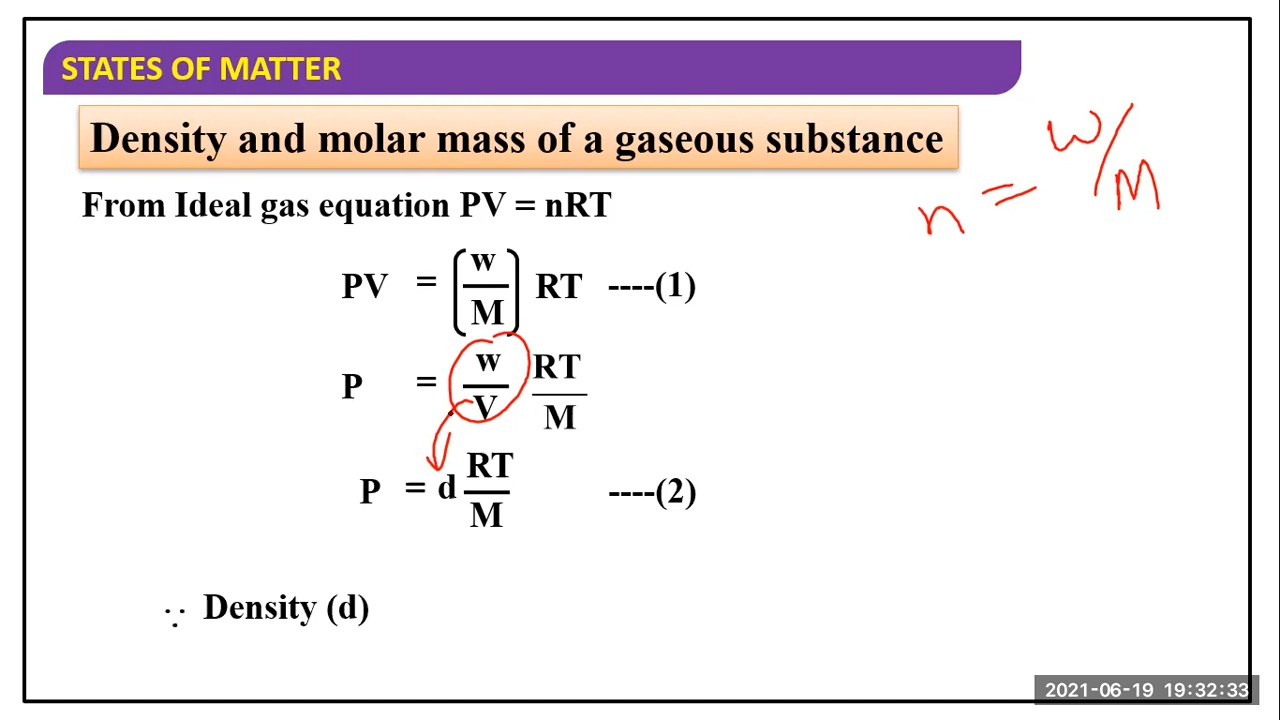 STATES OF MATTER
Density and molar mass of a gaseous substance
n = w/M
From Ideal gas equation PV = nRT
PV = [w/M] RT ----(1)
P = w/V RT/M
P = d RT/M ----(2)
∵ Density (d)
2021-06-19 19:32:33